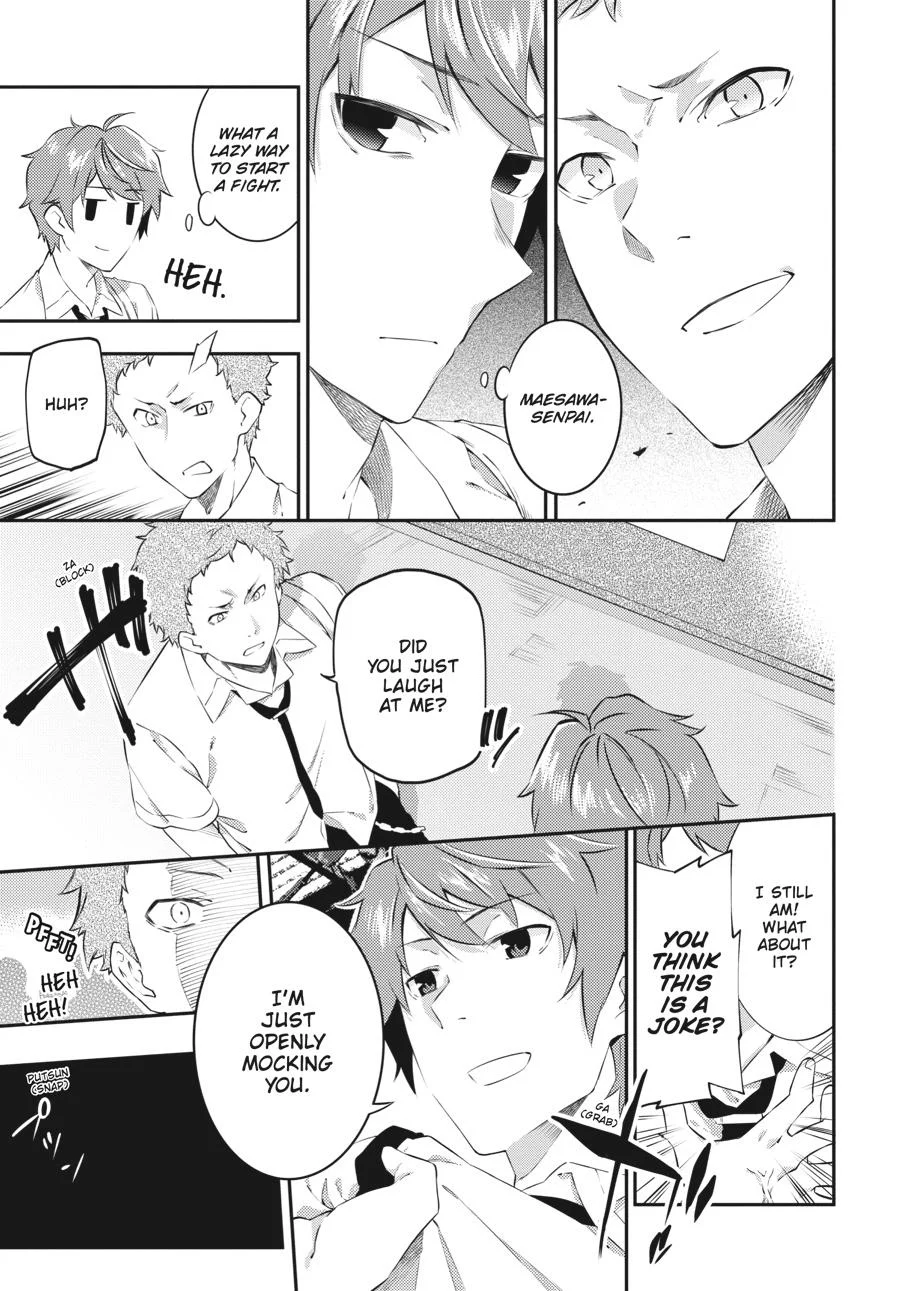 MAESAWA-
SENPAI.
WHAT A
LAZY WAY
TO START
A FIGHT.
HEH.
HUH?
DID
YOU JUST
LAUGH
AT ME?
ZA
(BLOCK)
I STILL
AM!
WHAT
ABOUT
IT?
YOU
THINK
THIS
IS A
JOKE?
GA
(GRAB)
I'M
JUST
OPENLY
MOCKING
YOU.
PFFT!
HEH
HEH!
PUTSUN
(SNAP)